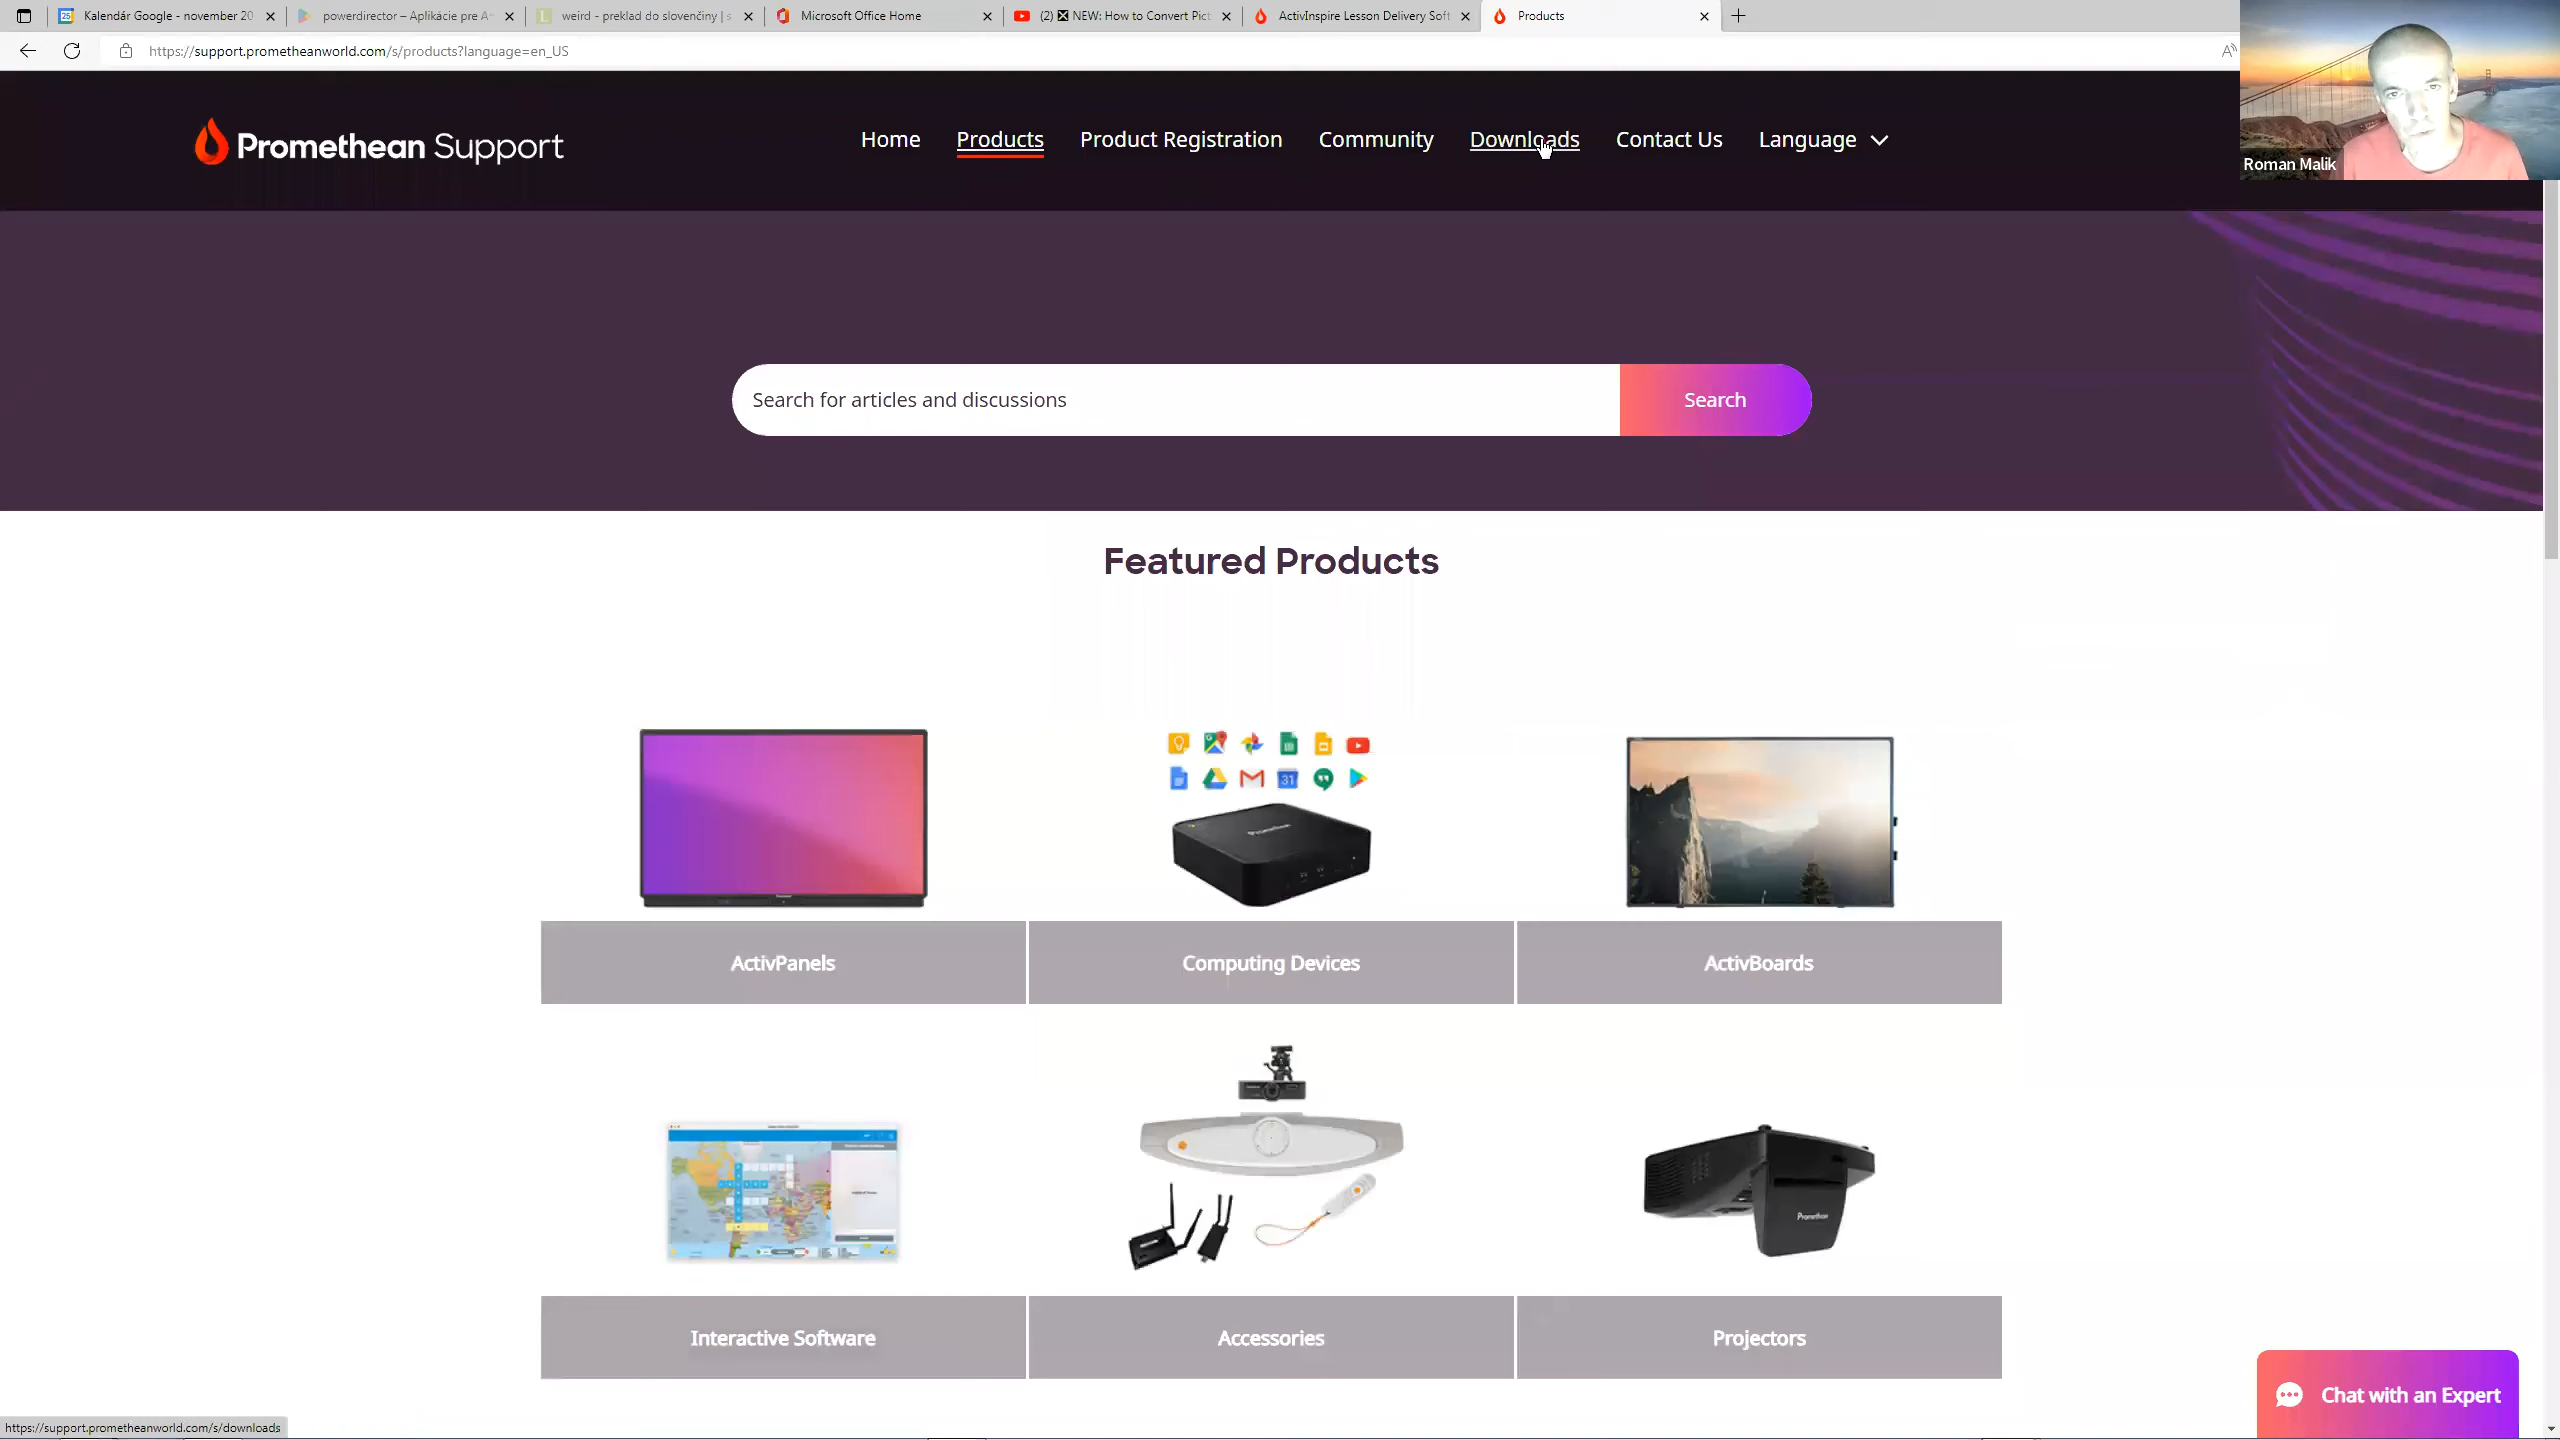 Kalendár Google - november 20
powerdirector – Aplikácie pre A
weird - preklad do slovenčiny | s
Microsoft Office Home
(2) NEW: How to Convert Pict
ActivInspire Lesson Delivery Soft
Products
https://support.prometheanworld.com/s/products?language=en_US
Promethean Support
Home
Products
Product Registration
Community
Downloads
Contact Us
Language
Roman Malik
Search for articles and discussions
Search
Featured Products
31
Promethean
ActivPanels
Computing Devices
ActivBoards
Promethean
Interactive Software
Accessories
Projectors
Chat with an Expert
https://support.prometheanworld.com/s/downloads